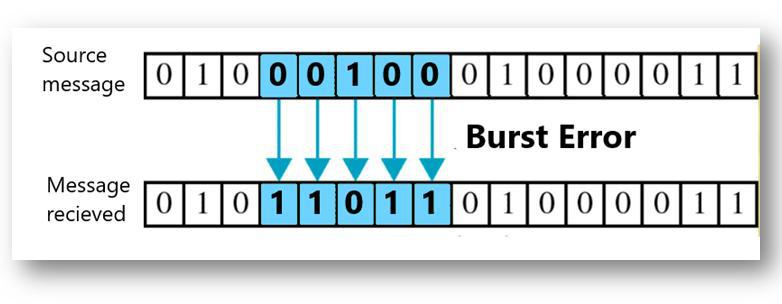 Source
message
0 1 0 0 0 1 0 0 0 1 0 0 0 0 1 1
Burst Error
Message
recieved
0 1 0 1 1 0 1 1 0 1 0 0 0 0 1 1